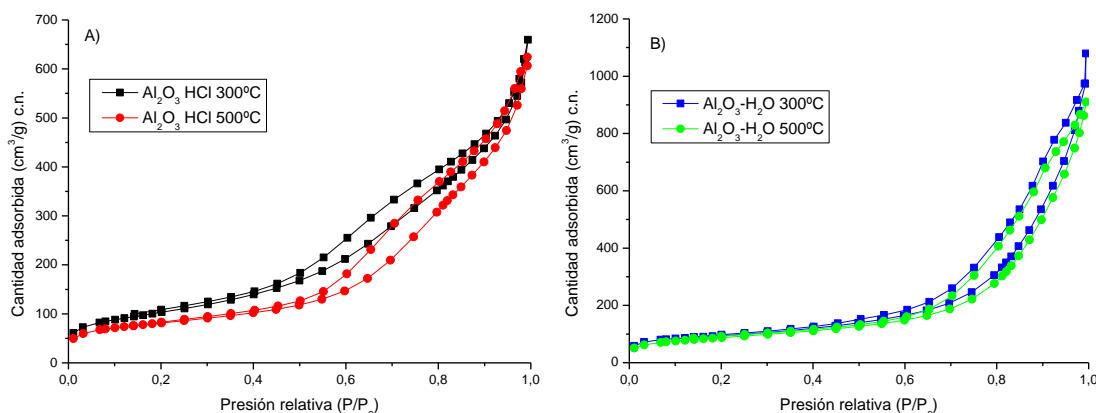 A)
Al₂O₃ HCl 300ºC
Al₂O₃ HCl 500ºC
Cantidad adsorbida (cm³/g) c.n.
700
600
500
400
300
200
100
0
0,0 0,2 0,4 0,6 0,8 1,0
Presión relativa (P/P₀)
B)
Al₂O₃-H₂O 300ºC
Al₂O₃-H₂O 500ºC
Cantidad adsorbida (cm³/g) c.n.
1200
1000
800
600
400
200
0
0,0 0,2 0,4 0,6 0,8 1,0
Presión relativa (P/P₀)